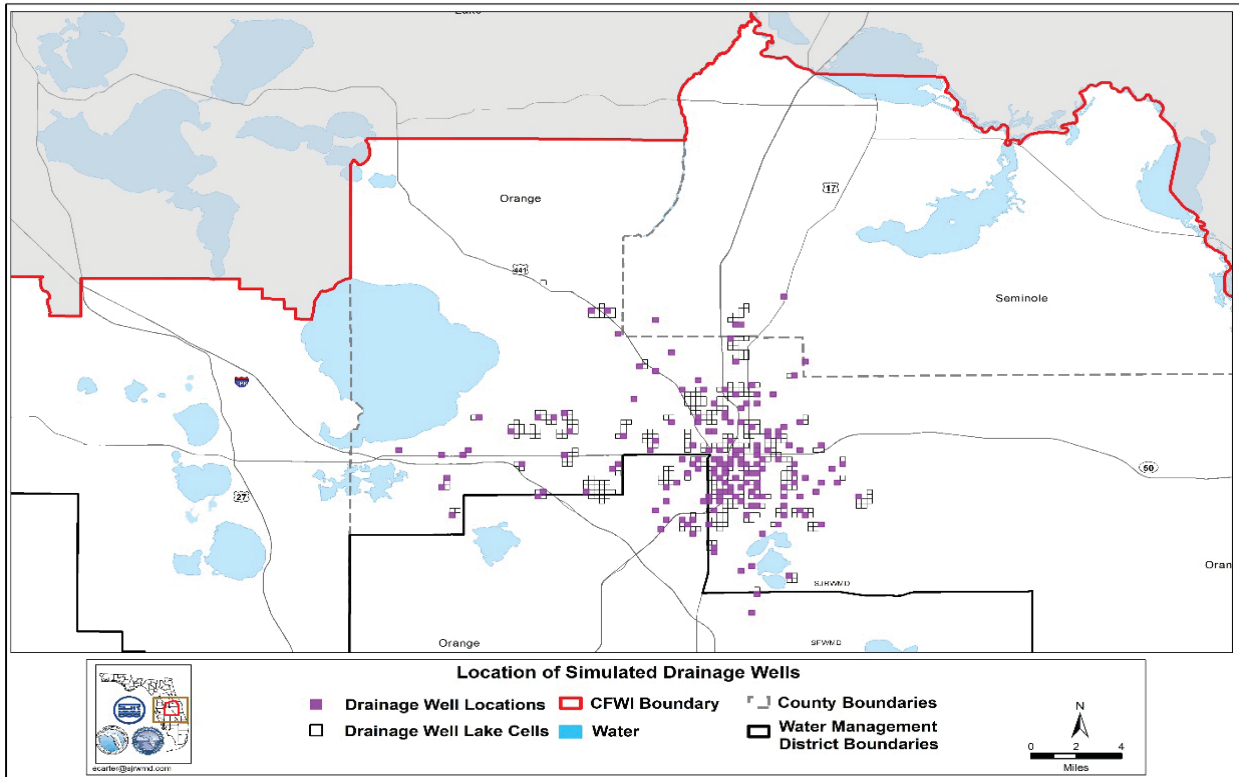 Lake
Orange
17
441
Seminole
27
50
Oran
SJRWMD
SFWMD
Orange
Location of Simulated Drainage Wells
Drainage Well Locations
CFWI Boundary
County Boundaries
Drainage Well Lake Cells
Water
Water Management
District Boundaries
N
0 2 4
Miles
ecarter@sjrwmd.com